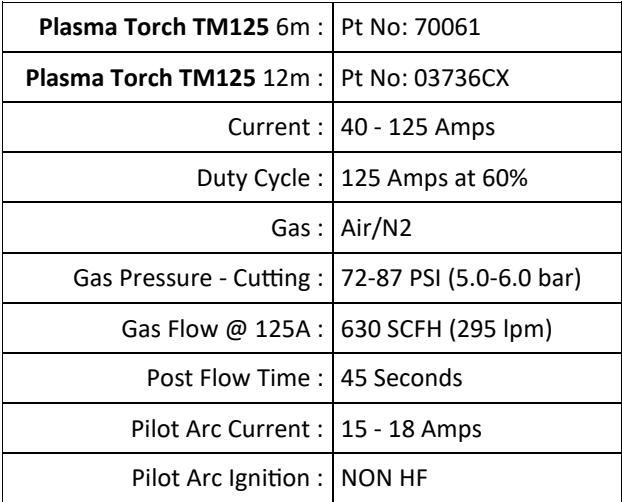 Plasma Torch TM125 6m : Pt No: 70061
Plasma Torch TM125 12m : Pt No: 03736CX
Current : 40 - 125 Amps
Duty Cycle : 125 Amps at 60%
Gas : Air/N2
Gas Pressure - Cutting : 72-87 PSI (5.0-6.0 bar)
Gas Flow @ 125A : 630 SCFH (295 lpm)
Post Flow Time : 45 Seconds
Pilot Arc Current : 15 - 18 Amps
Pilot Arc Ignition : NON HF